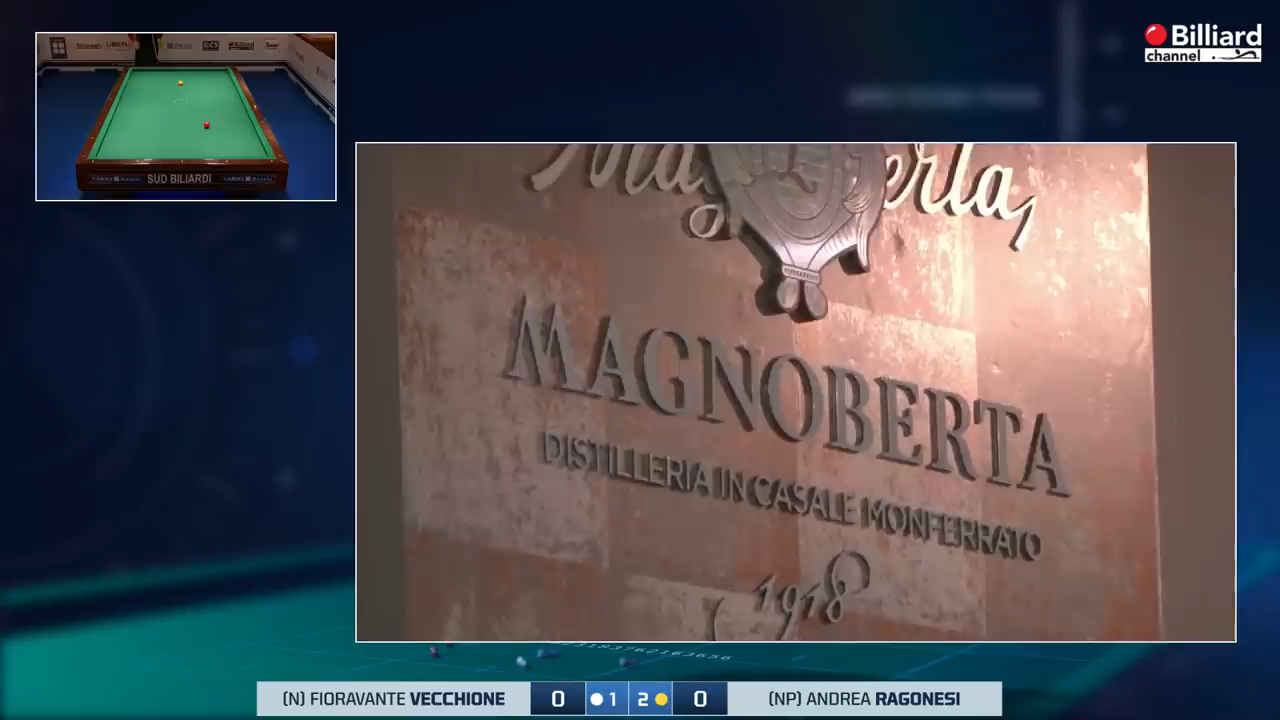 Billiard
channel
GCS
SUD BILIARDI
Magnoberta
MAGNOBERTA
DISTILLERIA IN CASALE MONFERRATO
1918
(N) FIORAVANTE VECCHIONE 0 1 2 0 (NP) ANDREA RAGONESI